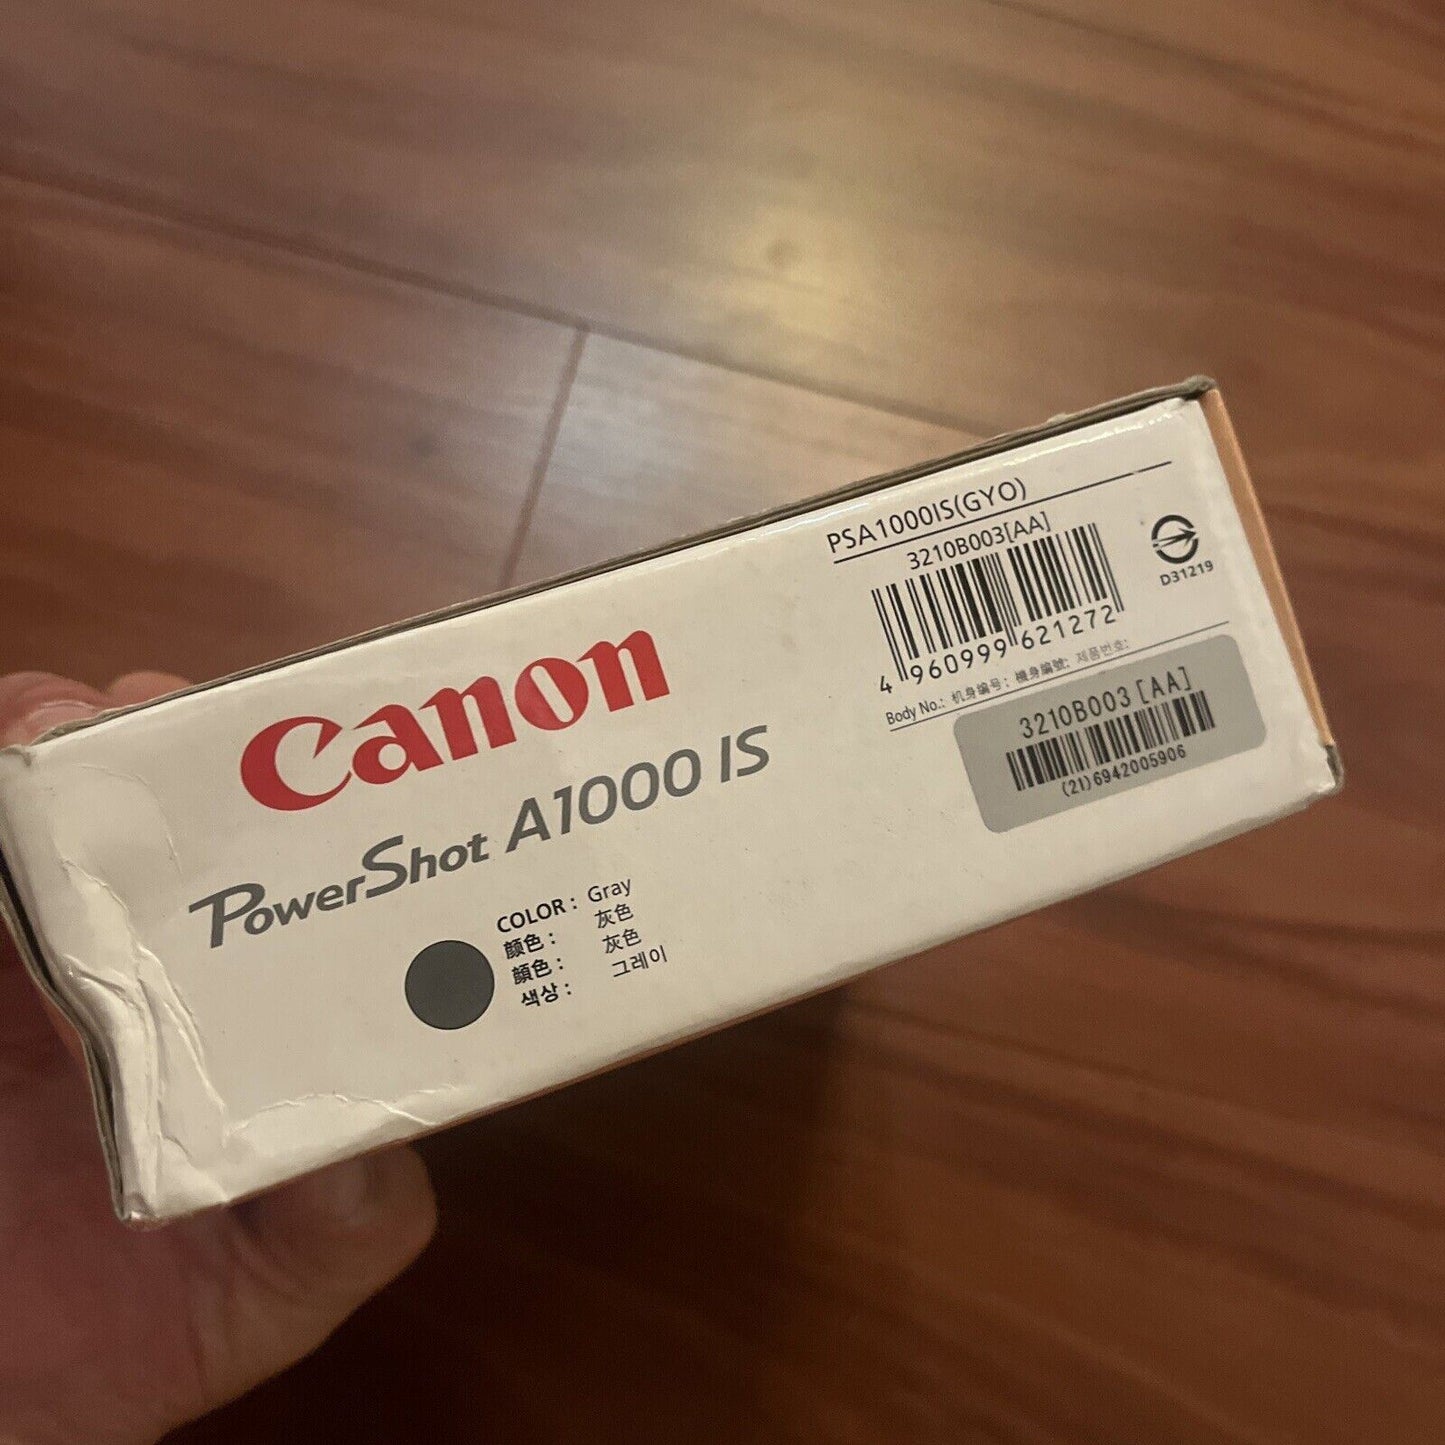 Canon
PowerShot A1000 IS
COLOR : Gray
颜色 : 灰色
顏色 : 灰色
색상 : 그레이
PSA1000IS(GYO)
3210B003[AA]
4 960999 621272
D31219
Body No.: 机身编号: 機身編號: 제품번호:
3210B003 [AA]
(21)6942005906